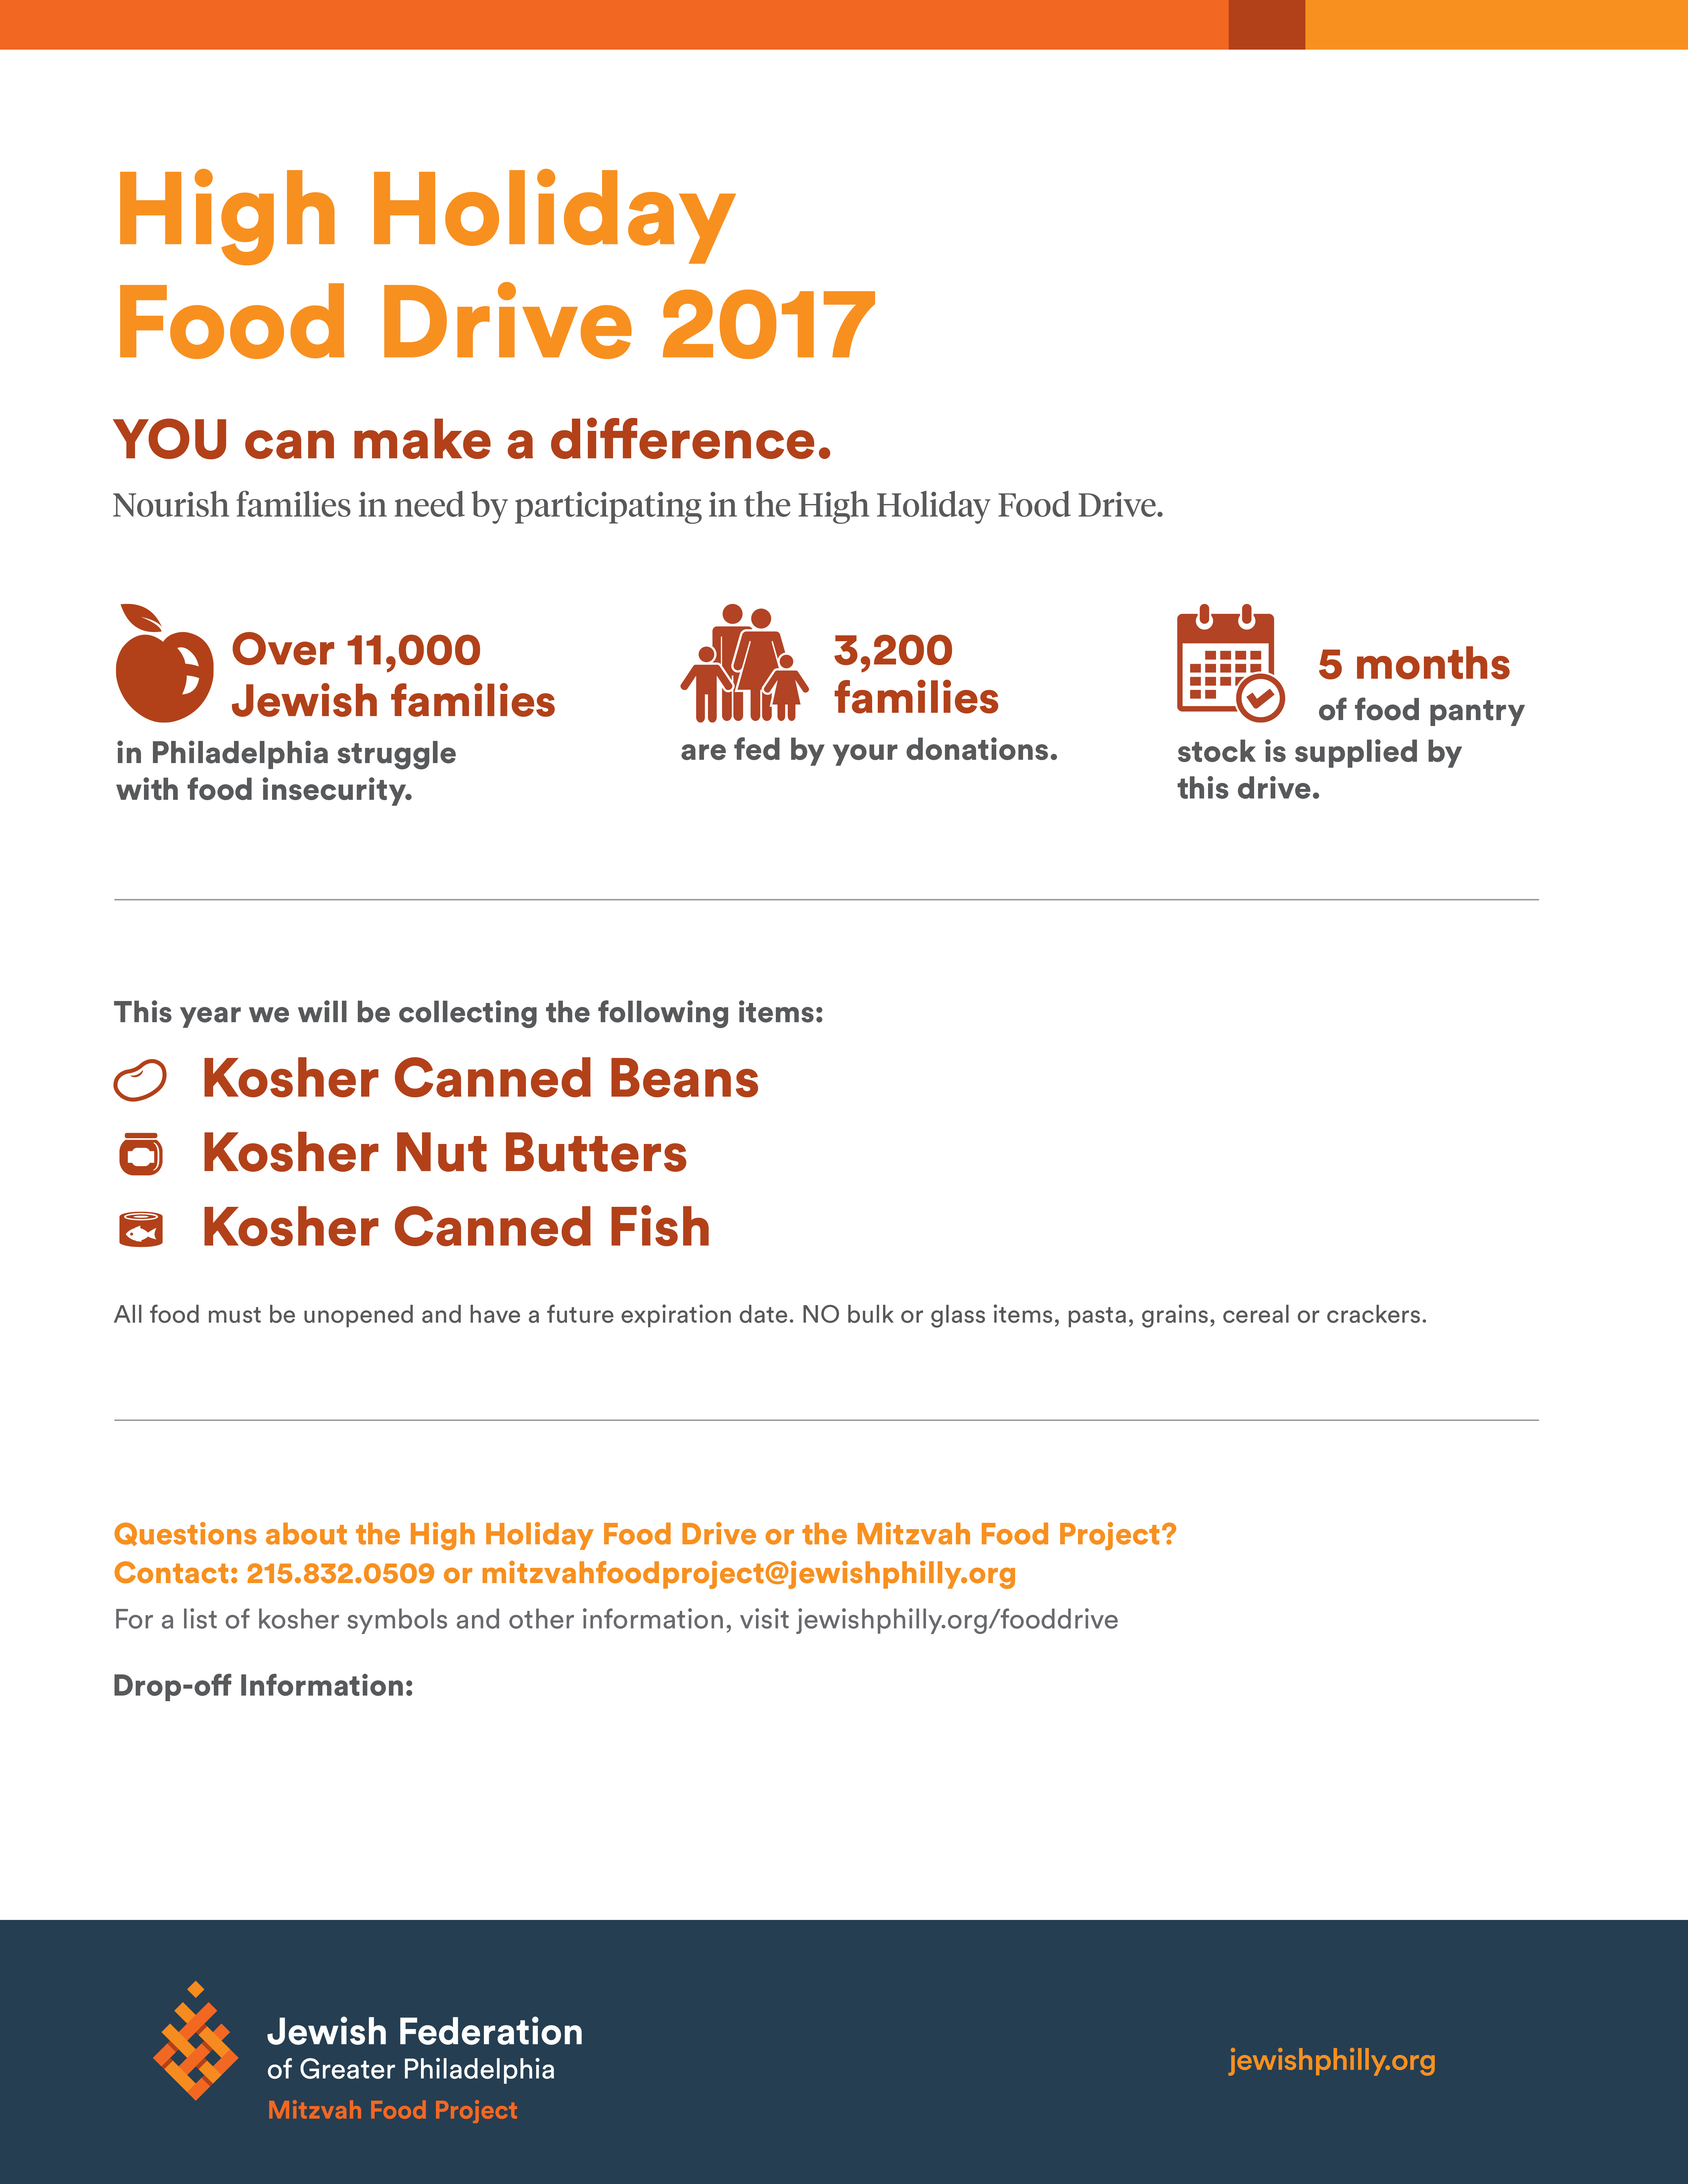 High Holiday
Food Drive 2017
YOU can make a difference.
Nourish families in need by participating in the High Holiday Food Drive.
Over 11,000
Jewish families
in Philadelphia struggle
with food insecurity.
3,200
families
are fed by your donations.
5 months
of food pantry
stock is supplied by
this drive.
This year we will be collecting the following items:
Kosher Canned Beans
Kosher Nut Butters
Kosher Canned Fish
All food must be unopened and have a future expiration date. NO bulk or glass items, pasta, grains, cereal or crackers.
Questions about the High Holiday Food Drive or the Mitzvah Food Project?
Contact: 215.832.0509 or mitzvahfoodproject@jewishphilly.org
For a list of kosher symbols and other information, visit jewishphilly.org/fooddrive
Drop-off Information:
Jewish Federation
of Greater Philadelphia
Mitzvah Food Project
jewishphilly.org